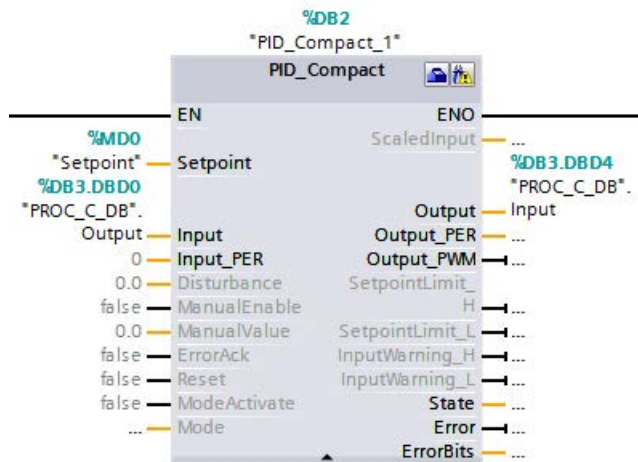 %DB2
"PID_Compact_1"
PID_Compact
EN ENO
%MD0 ScaledInput ...
"Setpoint" Setpoint %DB3.DBD4
%DB3.DBD0 "PROC_C_DB".
"PROC_C_DB". Output Input
Output Input Output_PER ...
0 Input_PER Output_PWM ...
0.0 Disturbance SetpointLimit_
false ManualEnable H ...
0.0 ManualValue SetpointLimit_L ...
false ErrorAck InputWarning_H ...
false Reset InputWarning_L ...
false ModeActivate State ...
... Mode Error ...
ErrorBits ...